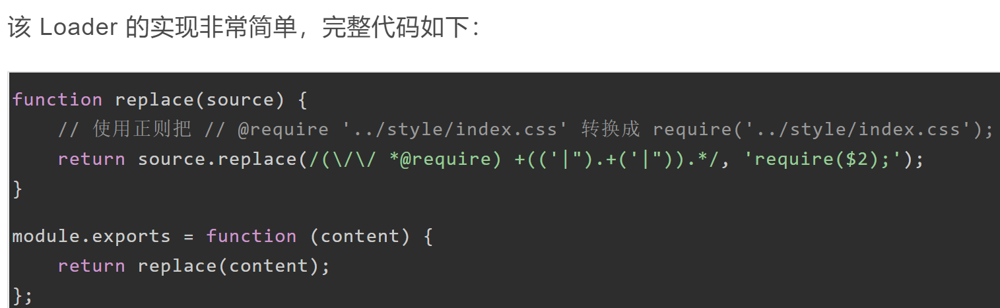 该 Loader 的实现非常简单，完整代码如下：
function replace(source) {
    // 使用正则把 // @require '../style/index.css' 转换成 require('../style/index.css');
    return source.replace(/(\/\/ *@require) +(('|").+('|")).*/, 'require($2);');
}
module.exports = function (content) {
    return replace(content);
};